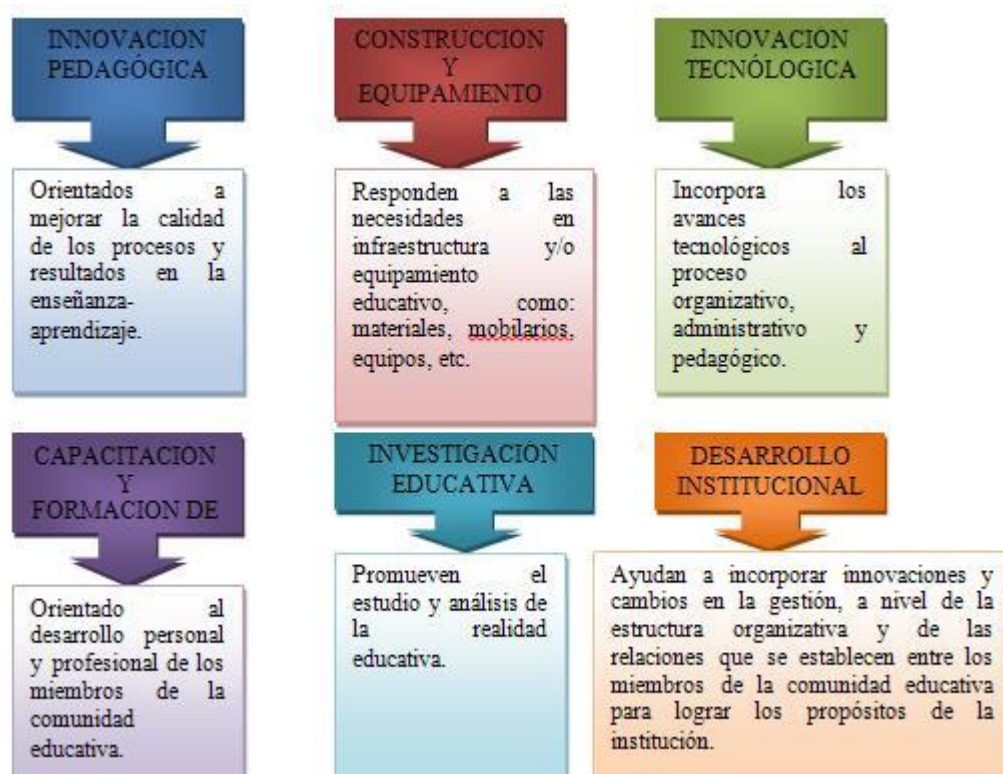 INNOVACION
PEDAGÓGICA
Orientados a
mejorar la calidad
de los procesos y
resultados en la
enseñanza-
aprendizaje.
CONSTRUCCION
Y
EQUIPAMIENTO
Responden a las
necesidades en
infraestructura y/o
equipamiento
educativo, como:
materiales, mobilarios,
equipos, etc.
INNOVACION
TECNÓLOGICA
Incorpora los
avances
tecnológicos al
proceso
organizativo,
administrativo y
pedagógico.
CAPACITACION
Y
FORMACION DE
Orientado al
desarrollo personal
y profesional de los
miembros de la
comunidad
educativa.
INVESTIGACIÓN
EDUCATIVA
Promueven el
estudio y análisis de
la realidad
educativa.
DESARROLLO
INSTITUCIONAL
Ayudan a incorporar innovaciones y
cambios en la gestión, a nivel de la
estructura organizativa y de las
relaciones que se establecen entre los
miembros de la comunidad educativa
para lograr los propósitos de la
institución.